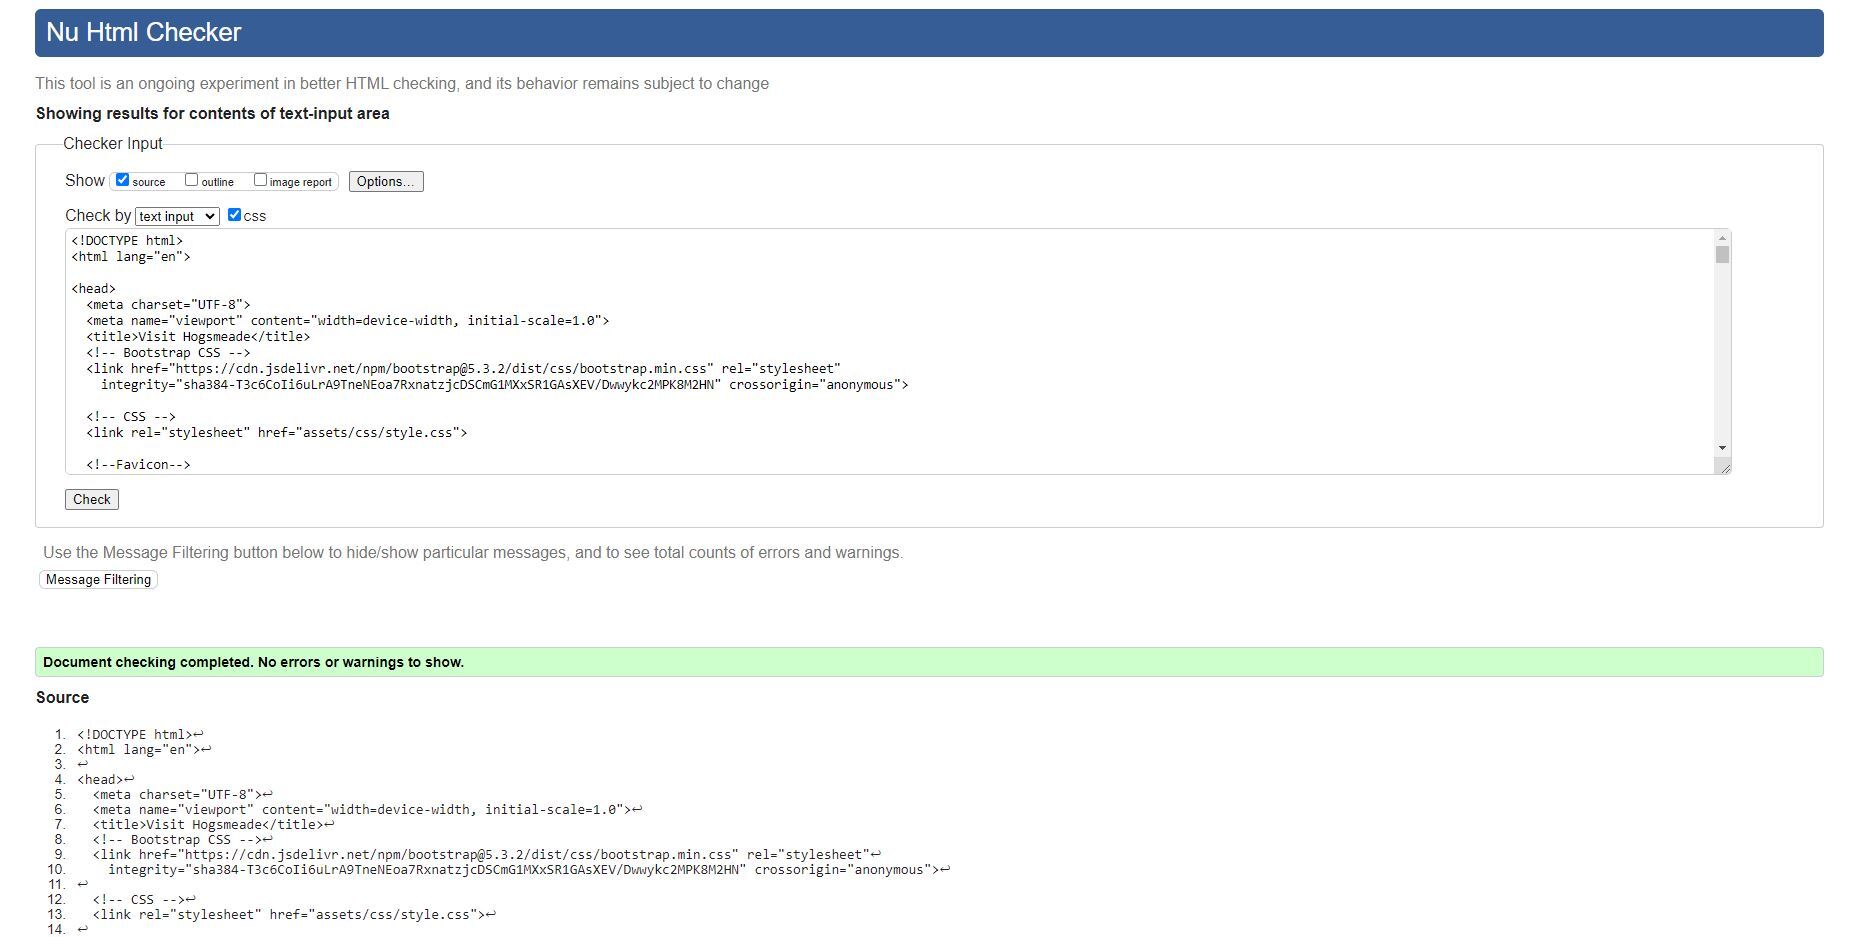 Nu Html Checker
This tool is an ongoing experiment in better HTML checking, and its behavior remains subject to change
Showing results for contents of text-input area
Checker Input
Show source outline image report Options...
Check by text input CSS
<!DOCTYPE html>
<html lang="en">
<head>
<meta charset="UTF-8">
<meta name="viewport" content="width=device-width, initial-scale=1.0">
<title>Visit Hogsmeade</title>
<!-- Bootstrap CSS -->
<link href="https://cdn.jsdelivr.net/npm/bootstrap@5.3.2/dist/css/bootstrap.min.css" rel="stylesheet"
integrity="sha384-T3c6CoIi6uLrA9TneNEoa7RxnatzjcDSCmG1MXxSR1GAsXEV/Dwwykc2MPK8M2HN" crossorigin="anonymous">
<!-- CSS -->
<link rel="stylesheet" href="assets/css/style.css">
<!--Favicon-->
Check
Use the Message Filtering button below to hide/show particular messages, and to see total counts of errors and warnings.
Message Filtering
Document checking completed. No errors or warnings to show.
Source
1. <!DOCTYPE html>↩
2. <html lang="en">↩
3. ↩
4. <head>↩
5. <meta charset="UTF-8">↩
6. <meta name="viewport" content="width=device-width, initial-scale=1.0">↩
7. <title>Visit Hogsmeade</title>↩
8. <!-- Bootstrap CSS -->↩
9. <link href="https://cdn.jsdelivr.net/npm/bootstrap@5.3.2/dist/css/bootstrap.min.css" rel="stylesheet"↩
10. integrity="sha384-T3c6CoIi6uLrA9TneNEoa7RxnatzjcDSCmG1MXxSR1GAsXEV/Dwwykc2MPK8M2HN" crossorigin="anonymous">↩
11. ↩
12. <!-- CSS -->↩
13. <link rel="stylesheet" href="assets/css/style.css">↩
14. ↩